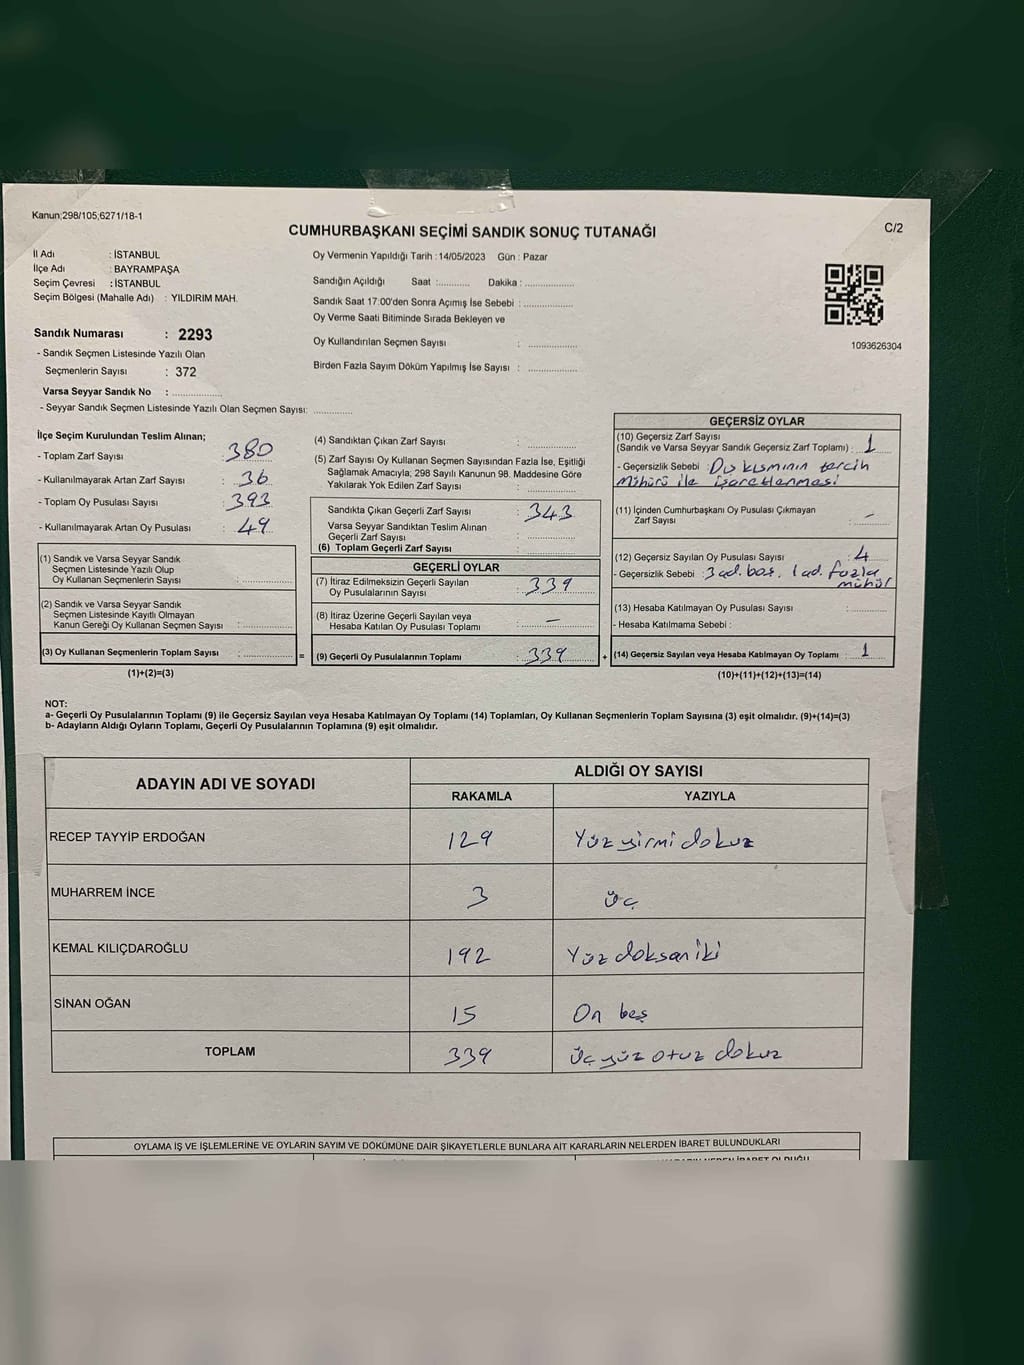 Kanun;298/105;6271/18-1
C/2
CUMHURBAŞKANI SEÇİMİ SANDIK SONUÇ TUTANAĞI
İl Adı : İSTANBUL
İlçe Adı : BAYRAMPAŞA
Seçim Çevresi : İSTANBUL
Seçim Bölgesi (Mahalle Adı) : YILDIRIM MAH.
Sandık Numarası : 2293
- Sandık Seçmen Listesinde Yazılı Olan
Seçmenlerin Sayısı : 372
Varsa Seyyar Sandık No : ..............
- Seyyar Sandık Seçmen Listesinde Yazılı Olan Seçmen Sayısı: ............
Oy Vermenin Yapıldığı Tarih : 14/05/2023 Gün : Pazar
Sandığın Açıldığı Saat :........... Dakika : ................
Sandık Saat 17:00'den Sonra Açımış İse Sebebi : ................
Oy Verme Saati Bitiminde Sırada Bekleyen ve
Oy Kullandırılan Seçmen Sayısı : ................
Birden Fazla Sayım Döküm Yapılmış İse Sayısı : ................
1093626304
İlçe Seçim Kurulundan Teslim Alınan;
- Toplam Zarf Sayısı : 380
- Kullanılmayarak Artan Zarf Sayısı : 36
- Toplam Oy Pusulası Sayısı : 393
- Kullanılmayarak Artan Oy Pusulası : 49
(1) Sandık ve Varsa Seyyar Sandık
Seçmen Listesinde Yazılı Olup
Oy Kullanan Seçmenlerin Sayısı : ................
(2) Sandık ve Varsa Seyyar Sandık
Seçmen Listesinde Kayıtlı Olmayan
Kanun Gereği Oy Kullanan Seçmen Sayısı : ................
(3) Oy Kullanan Seçmenlerin Toplam Sayısı : ................ =
(1)+(2)=(3)
(4) Sandıktan Çıkan Zarf Sayısı : ................
(5) Zarf Sayısı Oy Kullanan Seçmen Sayısından Fazla İse, Eşitliği
Sağlamak Amacıyla; 298 Sayılı Kanunun 98. Maddesine Göre
Yakılarak Yok Edilen Zarf Sayısı : ................
Sandıkta Çıkan Geçerli Zarf Sayısı : 343
Varsa Seyyar Sandıktan Teslim Alınan
Geçerli Zarf Sayısı : ................
(6) Toplam Geçerli Zarf Sayısı : ................
GEÇERLİ OYLAR
(7) İtiraz Edilmeksizin Geçerli Sayılan
Oy Pusulalarının Sayısı : 339
(8) İtiraz Üzerine Geçerli Sayılan veya
Hesaba Katılan Oy Pusulası Toplamı : —
(9) Geçerli Oy Pusulalarının Toplamı : 339 +
GEÇERSİZ OYLAR
(10) Geçersiz Zarf Sayısı
(Sandık ve Varsa Seyyar Sandık Geçersiz Zarf Toplamı) : 1
- Geçersizlik Sebebi : Dış kısmının tercih
mührü ile işaretlenmesi
(11) İçinden Cumhurbaşkanı Oy Pusulası Çıkmayan
Zarf Sayısı : -
(12) Geçersiz Sayılan Oy Pusulası Sayısı : 4
- Geçersizlik Sebebi : 3 ad. boş. 1 ad. fazla
mühür
(13) Hesaba Katılmayan Oy Pusulası Sayısı : ..........
- Hesaba Katılmama Sebebi :
(14) Geçersiz Sayılan veya Hesaba Katılmayan Oy Toplamı : 1
(10)+(11)+(12)+(13)=(14)
NOT:
a- Geçerli Oy Pusulalarının Toplamı (9) ile Geçersiz Sayılan veya Hesaba Katılmayan Oy Toplamı (14) Toplamları, Oy Kullanan Seçmenlerin Toplam Sayısına (3) eşit olmalıdır. (9)+(14)=(3)
b- Adayların Aldığı Oyların Toplamı, Geçerli Oy Pusulalarının Toplamına (9) eşit olmalıdır.
ADAYIN ADI VE SOYADI
ALDIĞI OY SAYISI
RAKAMLA YAZIYLA
RECEP TAYYİP ERDOĞAN 129 Yüz yirmi dokuz
MUHARREM İNCE 3 üç
KEMAL KILIÇDAROĞLU 192 Yüz doksan iki
SİNAN OĞAN 15 On beş
TOPLAM 339 üç yüz otuz dokuz
OYLAMA İŞ VE İŞLEMLERİNE VE OYLARIN SAYIM VE DÖKÜMÜNE DAİR ŞİKAYETLERLE BUNLARA AİT KARARLARIN NELERDEN İBARET BULUNDUKLARI